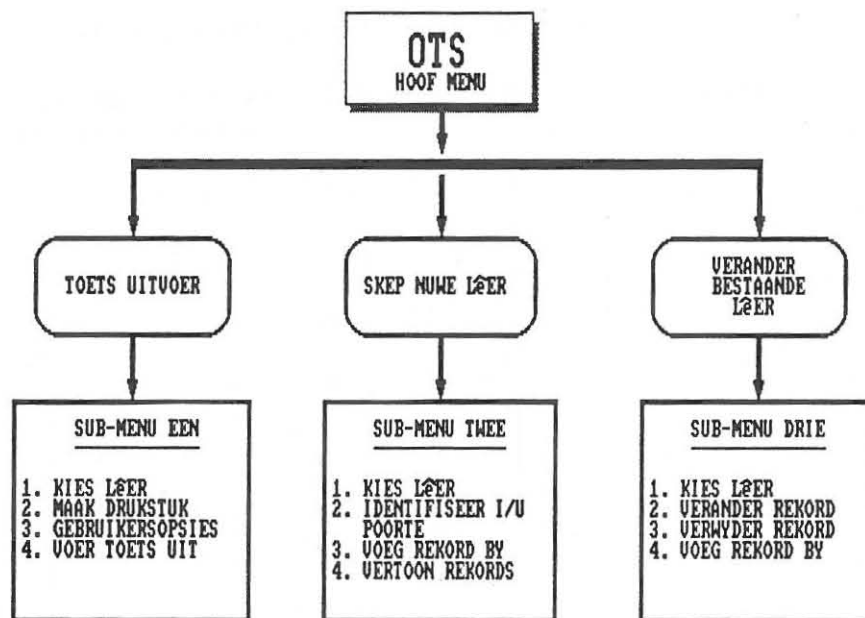 OTS
HOOF MENU
TOETS UITVOER
SKEP NUWE LêER
VERANDER
BESTAANDE
LêER
SUB-MENU EEN
1. KIES LêER
2. MAAK DRUKSTUK
3. GEBRUIKERSOPSIES
4. VOER TOETS UIT
SUB-MENU TWEE
1. KIES LêER
2. IDENTIFISEER I/U
POORTE
3. VOEG REKORD BY
4. VERTOON REKORDS
SUB-MENU DRIE
1. KIES LêER
2. VERANDER REKORD
3. VERWYDER REKORD
4. VOEG REKORD BY